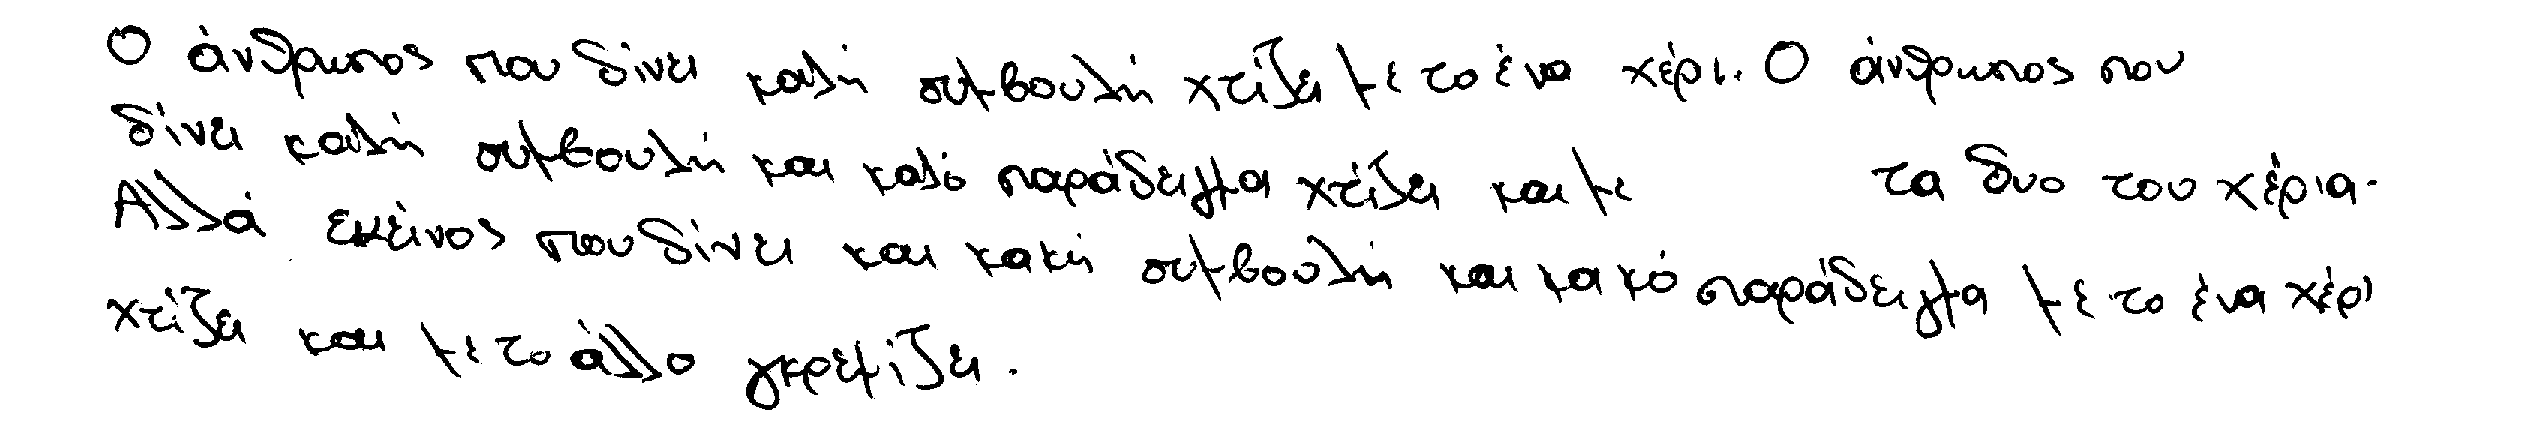 Ο άνθρωπος που δίνει καλή συμβουλή χτίζει με το ένα χέρι. Ο άνθρωπος που
δίνει καλή συμβουλή και καλό παράδειγμα χτίζει και με τα δυο του χέρια.
Αλλά εκείνος που δίνει και κακή συμβουλή και κακό παράδειγμα με το ένα χέρι
χτίζει και με το άλλο γκρεμίζει.